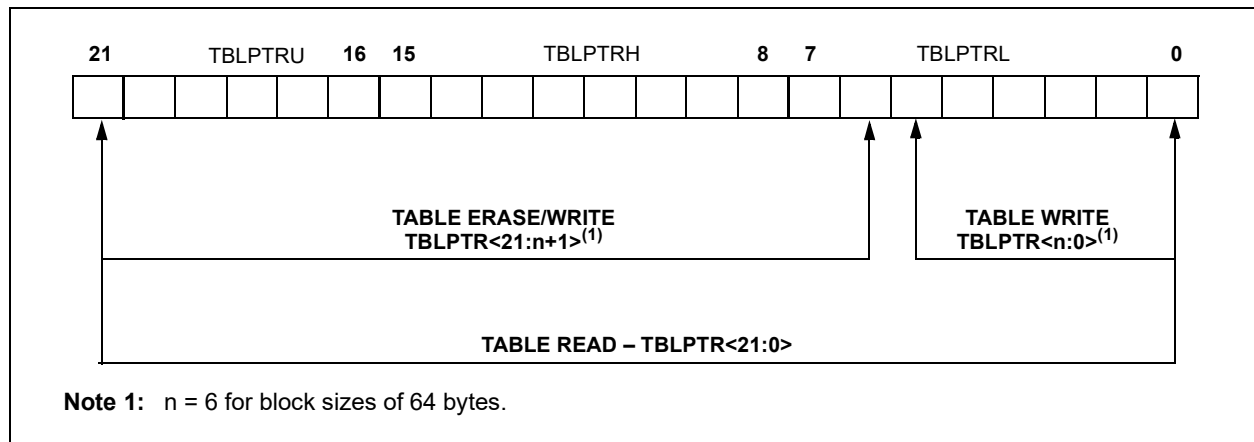 21 TBLPTRU 16 15 TBLPTRH 8 7 TBLPTRL 0
TABLE ERASE/WRITE
TBLPTR<21:n+1>(1)
TABLE WRITE
TBLPTR<n:0>(1)
TABLE READ – TBLPTR<21:0>
Note 1: n = 6 for block sizes of 64 bytes.